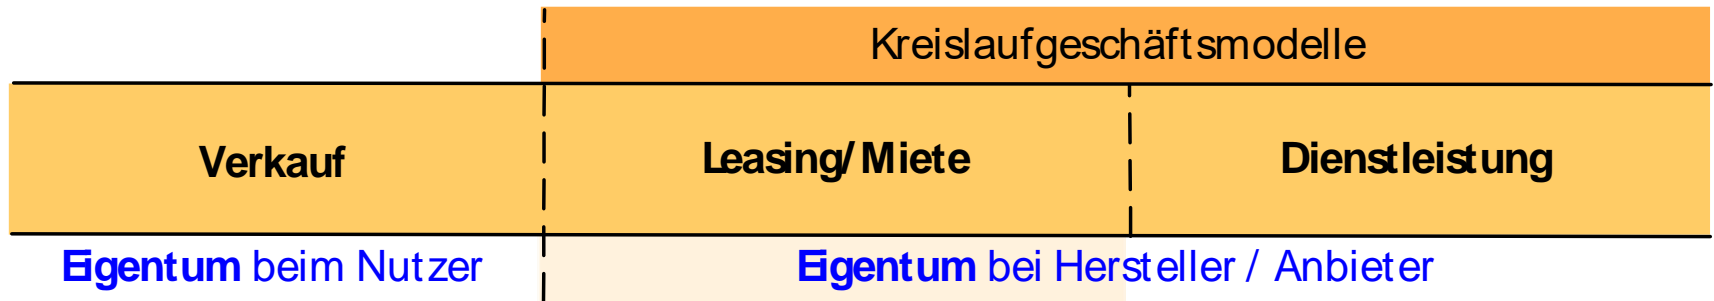 Kreislaufgeschäftsmodelle
Verkauf Leasing/Miete Dienstleistung
Eigentum beim Nutzer Eigentum bei Hersteller / Anbieter